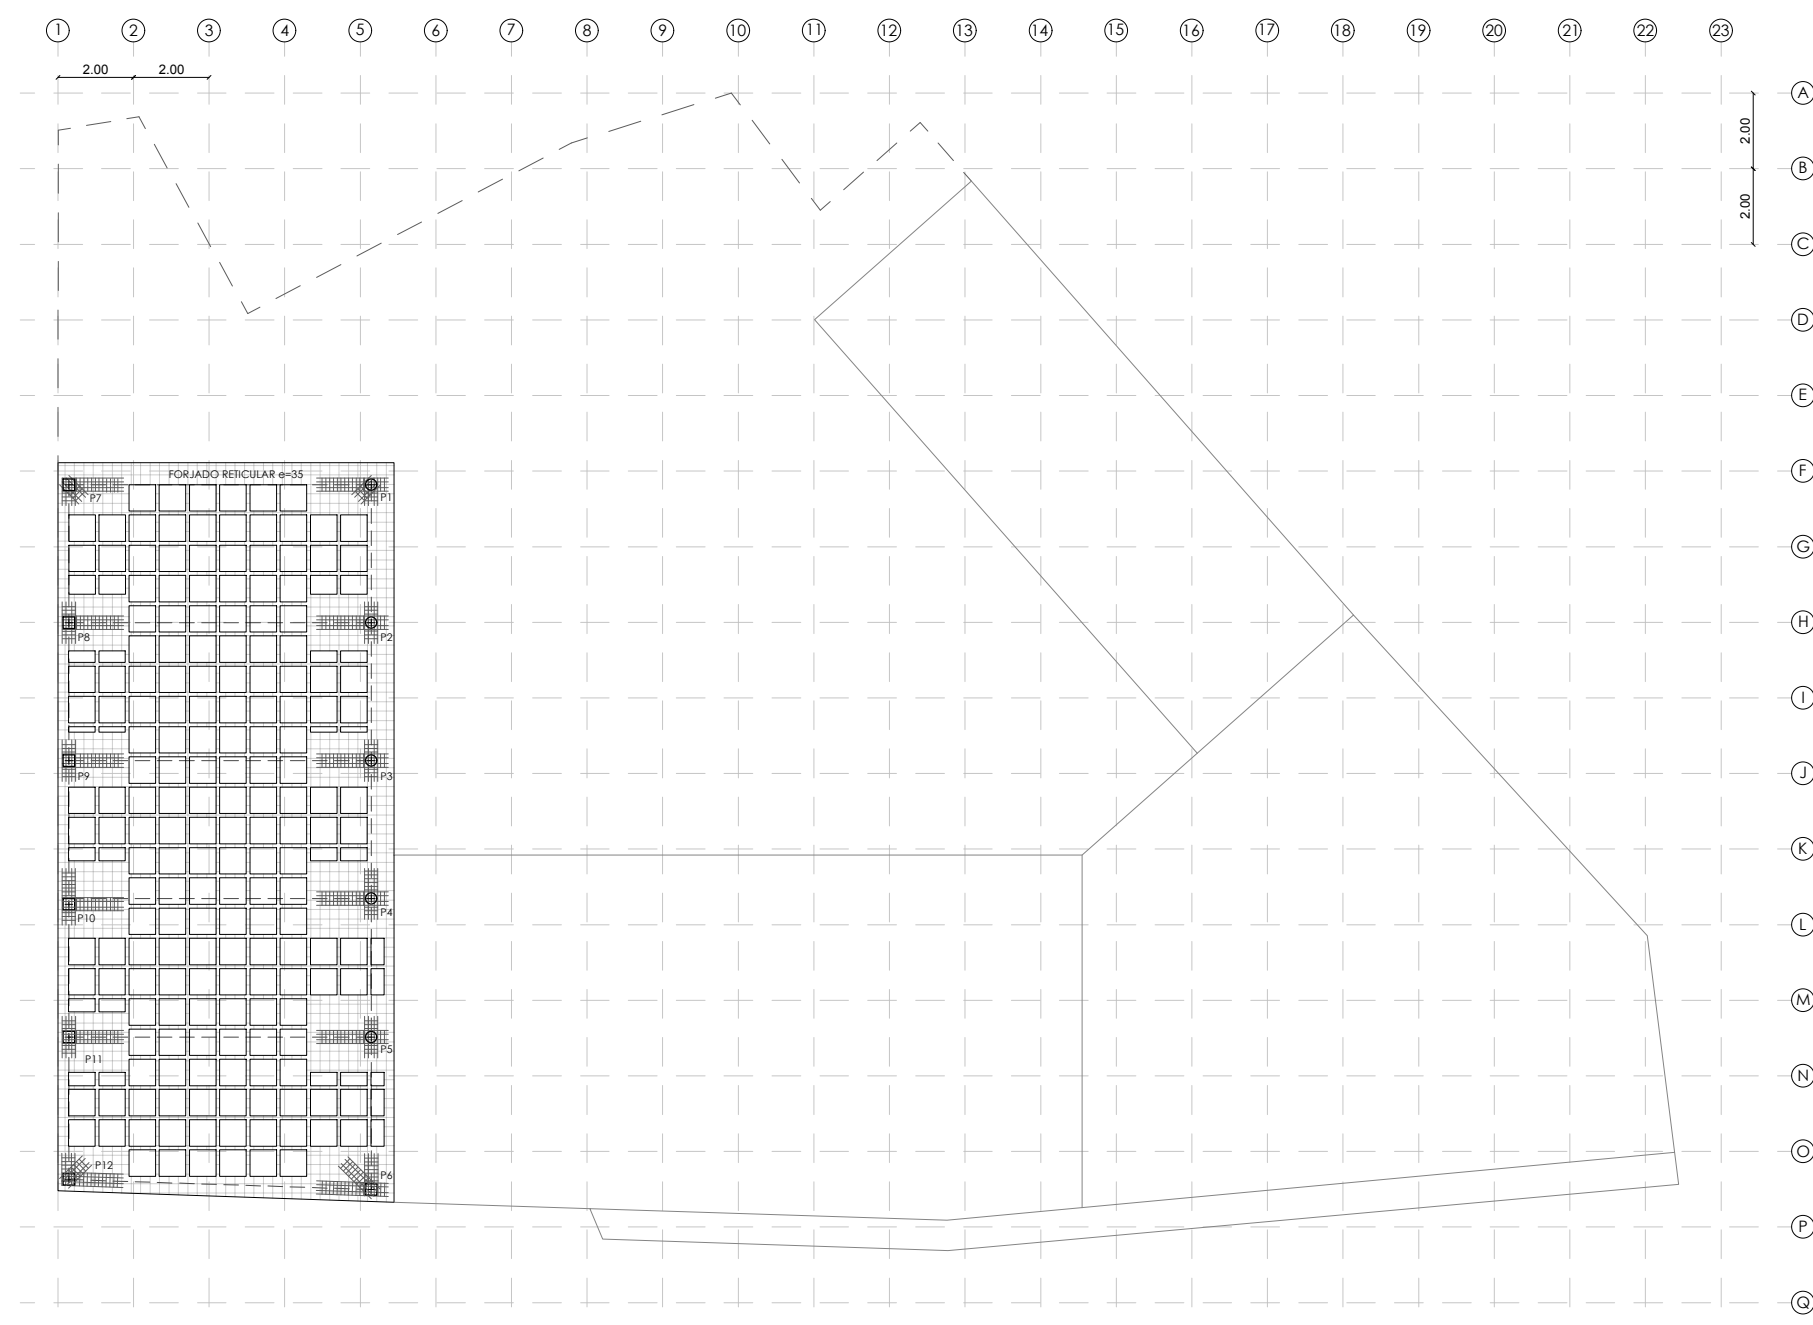 1 2 3 4 5 6 7 8 9 10 11 12 13 14 15 16 17 18 19 20 21 22 23
2.00 2.00
A
2.00
B
2.00
C
D
E
F
FORJADO RETICULAR e=35
P7 P1
G
H
P8 P2
I
J
P9 P3
K
P10 P4
L
M
P11 P5
N
O
P12 P6
P
Q